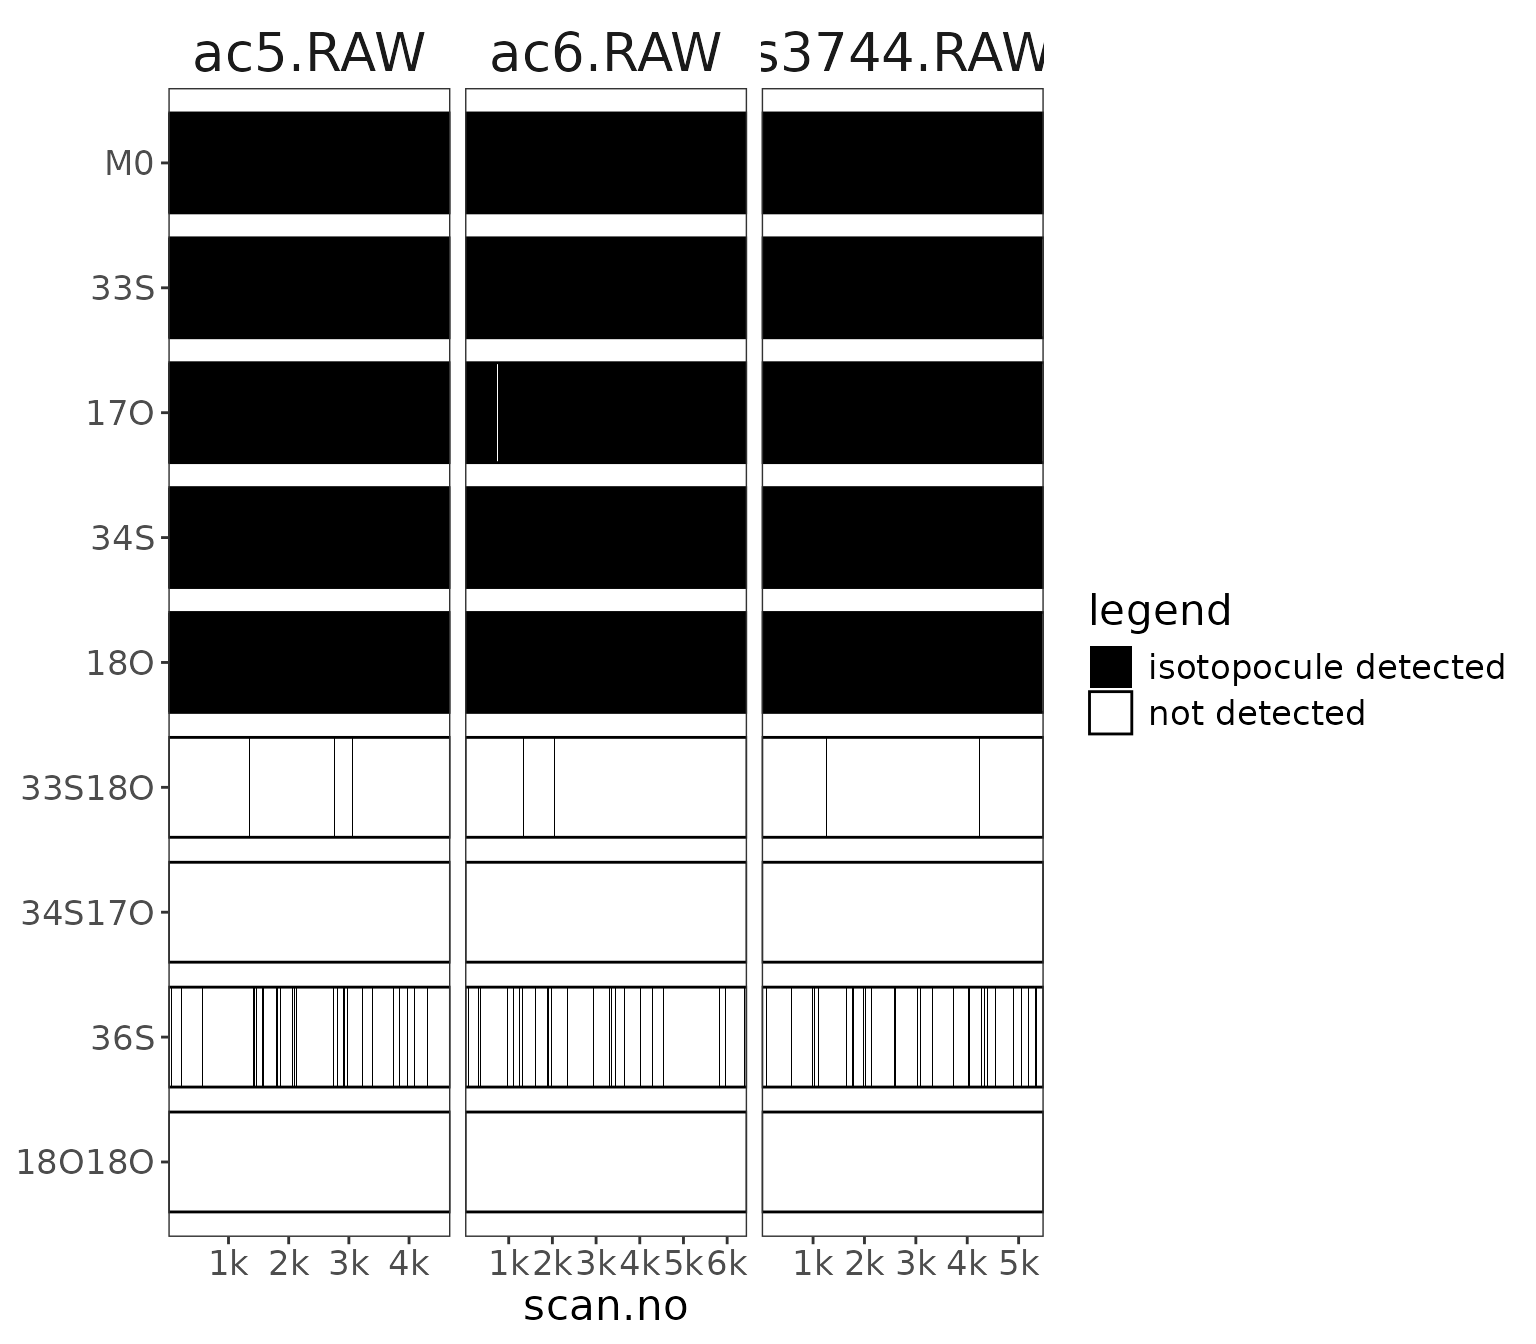 ac5.RAW ac6.RAW s3744.RAW
M0
33S
17O
34S
18O
33S18O
34S17O
36S
18O18O
legend
isotopocule detected
not detected
1k 2k 3k 4k 1k 2k 3k 4k 5k 6k 1k 2k 3k 4k 5k
scan.no